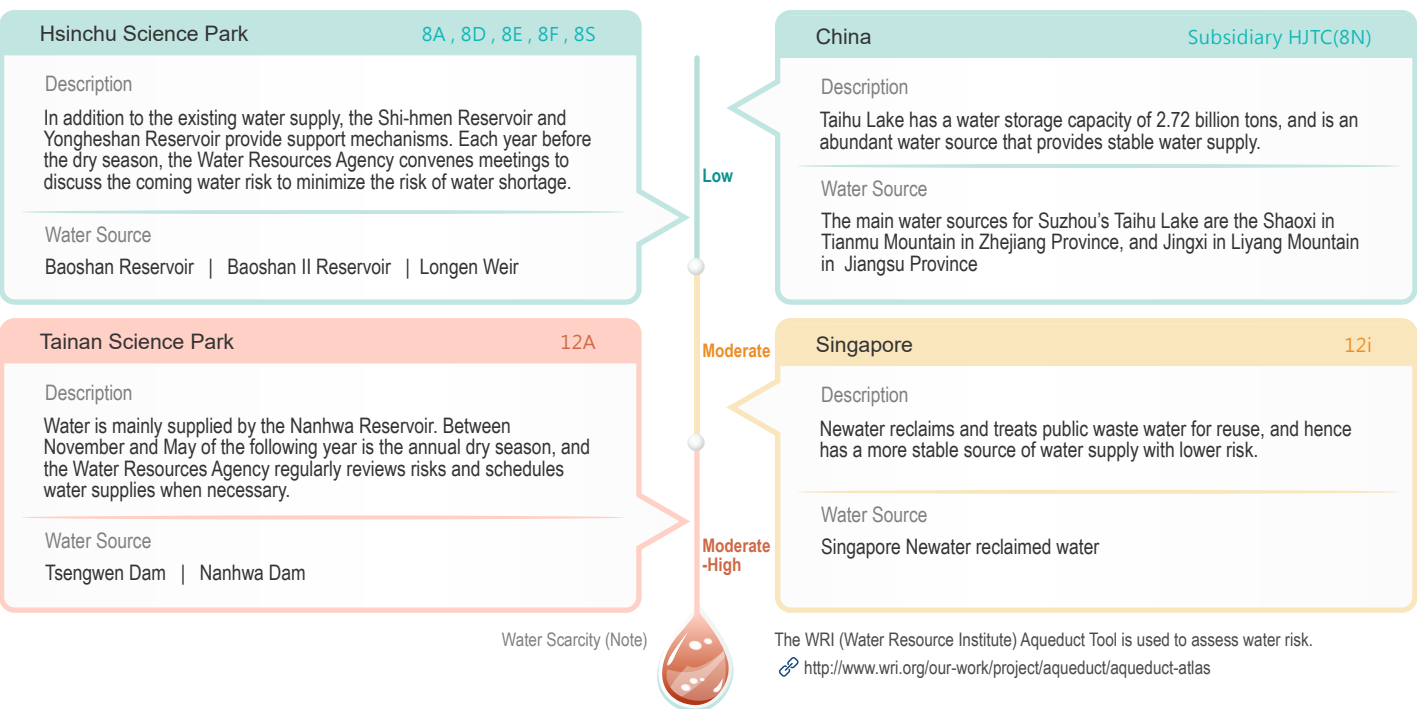 Hsinchu Science Park
8A , 8D , 8E , 8F , 8S
Description
In addition to the existing water supply, the Shi-hmen Reservoir and
Yongheshan Reservoir provide support mechanisms. Each year before
the dry season, the Water Resources Agency convenes meetings to
discuss the coming water risk to minimize the risk of water shortage.
Water Source
Baoshan Reservoir | Baoshan II Reservoir | Longen Weir
China
Subsidiary HJTC(8N)
Description
Taihu Lake has a water storage capacity of 2.72 billion tons, and is an
abundant water source that provides stable water supply.
Water Source
The main water sources for Suzhou's Taihu Lake are the Shaoxi in
Tianmu Mountain in Zhejiang Province, and Jingxi in Liyang Mountain
in Jiangsu Province
Low
Moderate
Moderate
-High
Tainan Science Park
12A
Description
Water is mainly supplied by the Nanhwa Reservoir. Between
November and May of the following year is the annual dry season, and
the Water Resources Agency regularly reviews risks and schedules
water supplies when necessary.
Water Source
Tsengwen Dam | Nanhwa Dam
Singapore
12i
Description
Newater reclaims and treats public waste water for reuse, and hence
has a more stable source of water supply with lower risk.
Water Source
Singapore Newater reclaimed water
Water Scarcity (Note)
The WRI (Water Resource Institute) Aqueduct Tool is used to assess water risk.
http://www.wri.org/our-work/project/aqueduct/aqueduct-atlas